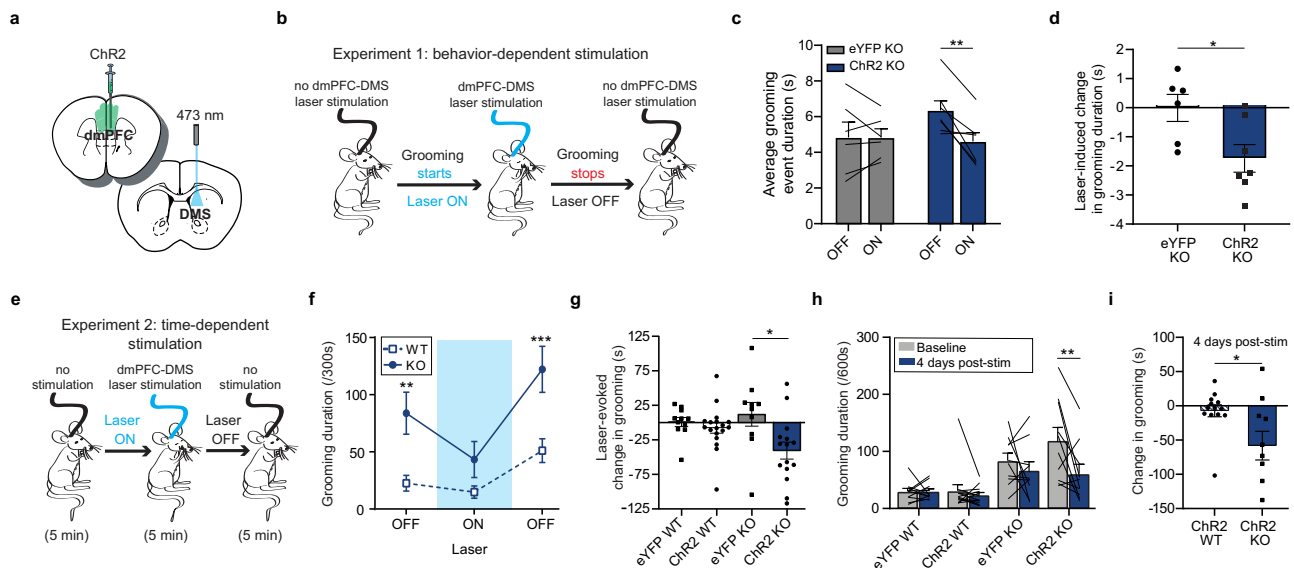 a
ChR2
dmPFC
473 nm
DMS
b
Experiment 1: behavior-dependent stimulation
no dmPFC-DMS
laser stimulation
dmPFC-DMS
laser stimulation
no dmPFC-DMS
laser stimulation
Grooming
starts
Laser ON
Grooming
stops
Laser OFF
c
Average grooming
event duration (s)
10
8
6
4
2
0
eYFP KO
ChR2 KO
**
OFF
ON
OFF
ON
d
Laser-induced change
in grooming duration (s)
2
1
0
-1
-2
-3
-4
*
eYFP
KO
ChR2
KO
e
Experiment 2: time-dependent
stimulation
no
stimulation
dmPFC-DMS
laser stimulation
no
stimulation
Laser
ON
Laser
OFF
(5 min)
(5 min)
(5 min)
f
Grooming duration (/300s)
150
100
50
0
WT
KO
**
***
OFF
ON
OFF
Laser
g
Laser-evoked
change in grooming (s)
125
75
25
-25
-75
-125
*
eYFP WT
ChR2 WT
eYFP KO
ChR2 KO
h
Grooming duration (/600s)
300
200
100
0
Baseline
4 days post-stim
**
eYFP WT
ChR2 WT
eYFP KO
ChR2 KO
i
4 days post-stim
Change in grooming (s)
100
50
0
-50
-100
-150
*
ChR2
WT
ChR2
KO